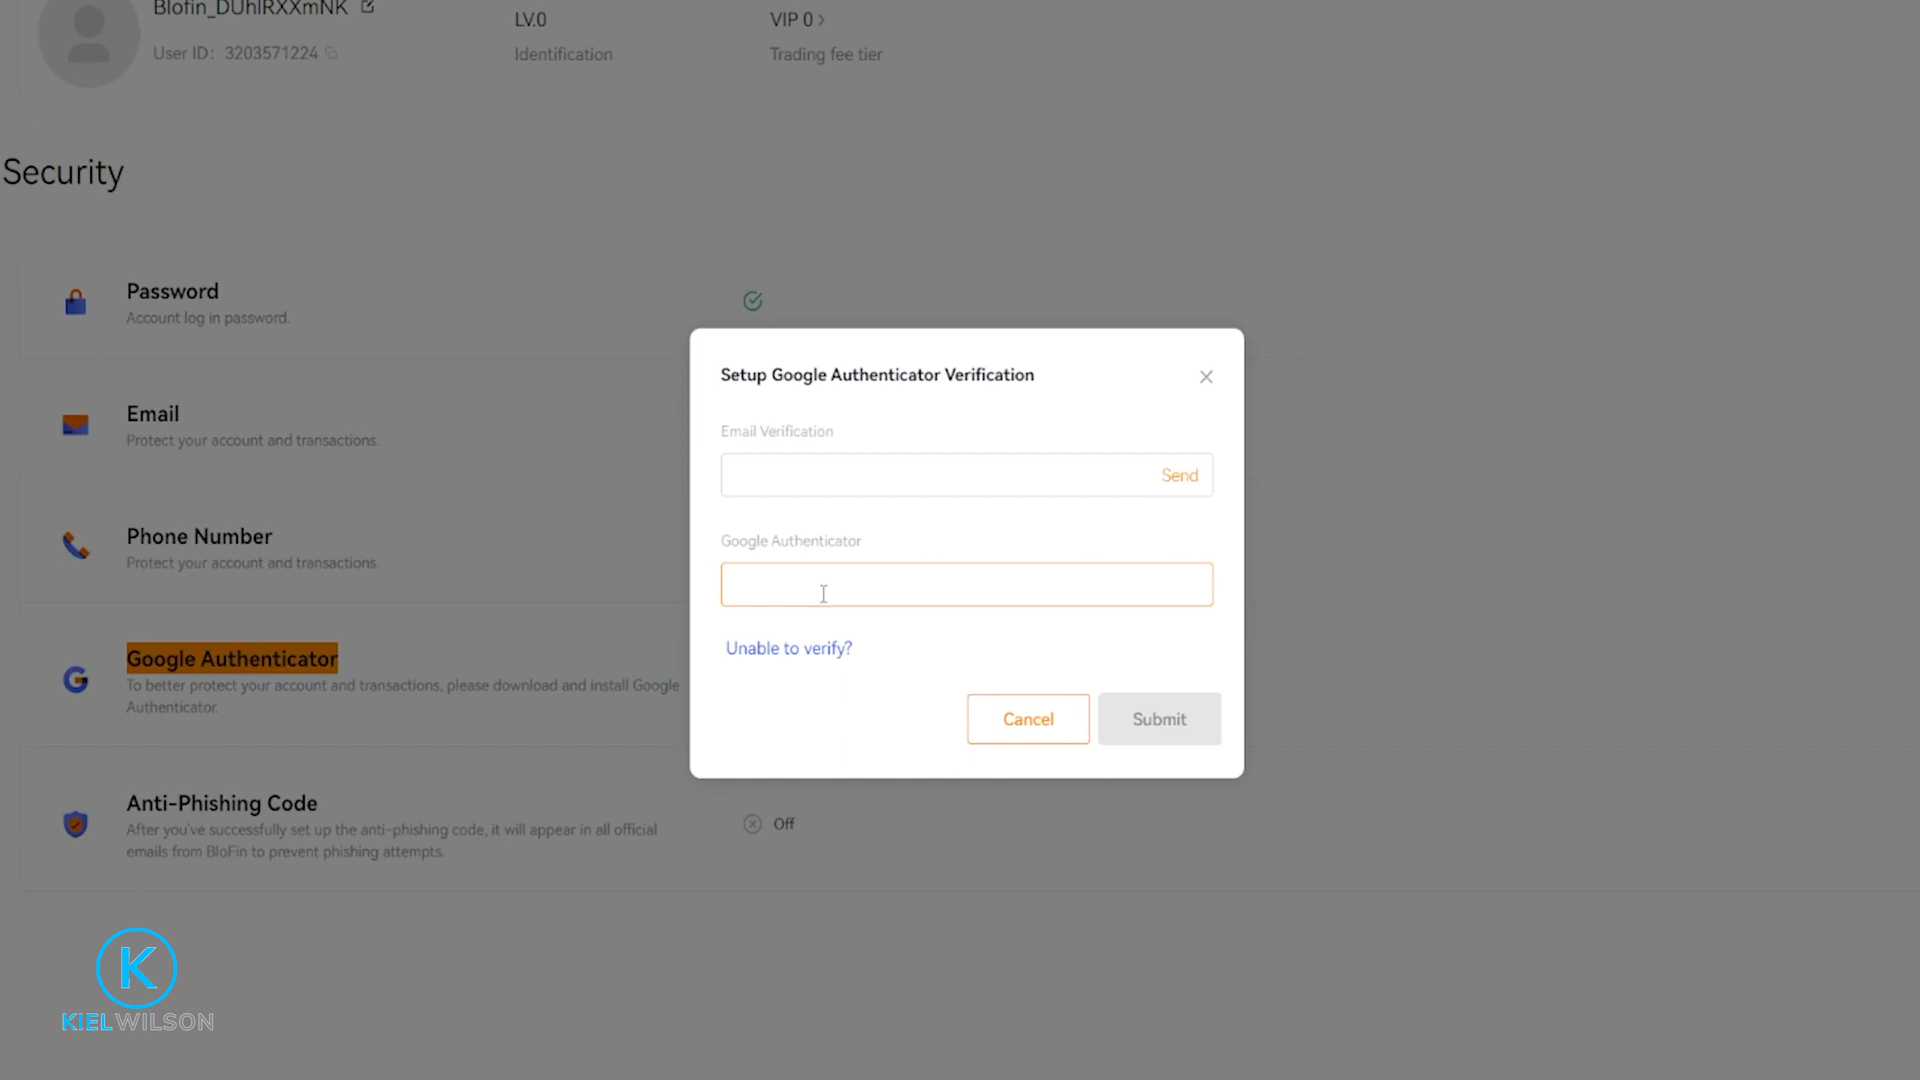 Blofin_DUhlRXXmNK
User ID: 3203571224
LV.0
Identification
VIP 0 >
Trading fee tier
Security
Password
Account log in password.
Email
Protect your account and transactions.
Phone Number
Protect your account and transactions.
Google Authenticator
To better protect your account and transactions, please download and install Google
Authenticator.
Anti-Phishing Code
After you've successfully set up the anti-phishing code, it will appear in all official
emails from BloFin to prevent phishing attempts.
Off
Setup Google Authenticator Verification
Email Verification
Send
Google Authenticator
Unable to verify?
Cancel
Submit
K
KIELWILSON